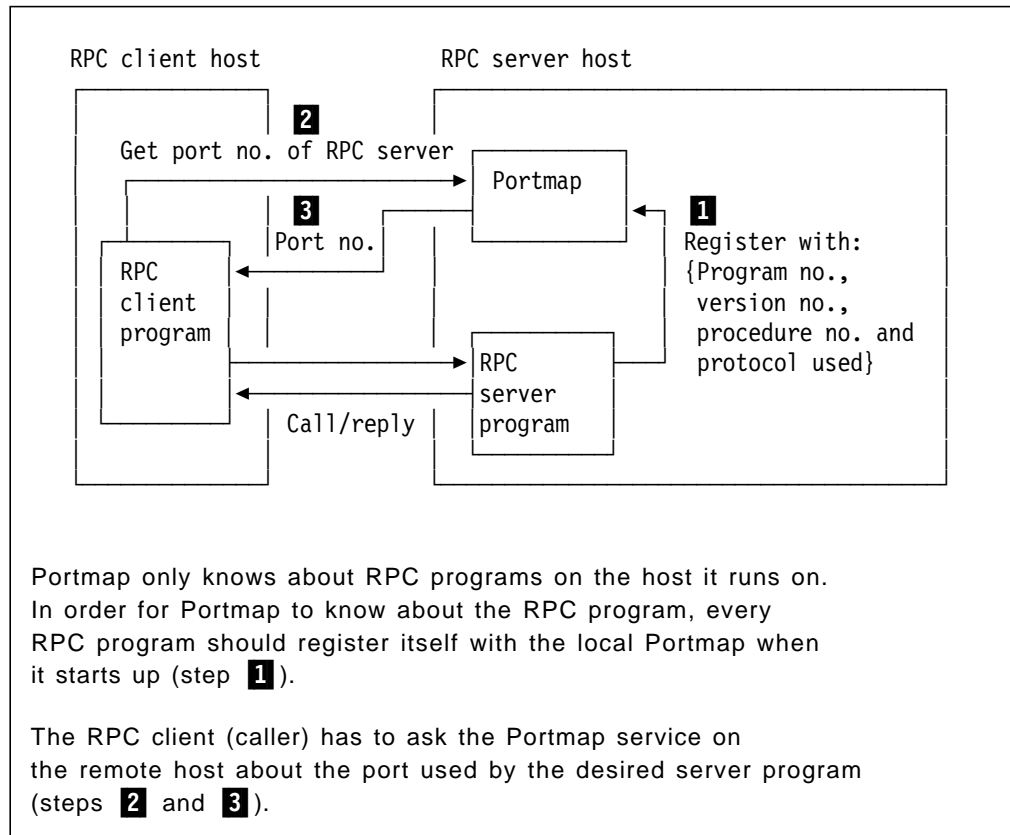 RPC client host
RPC server host
2
Get port no. of RPC server
Portmap
3
1
Port no.
Register with:
RPC
{Program no.,
client
version no.,
program
procedure no. and
RPC
protocol used}
server
Call/reply
program
Portmap only knows about RPC programs on the host it runs on.
In order for Portmap to know about the RPC program, every
RPC program should register itself with the local Portmap when
it starts up (step 1).
The RPC client (caller) has to ask the Portmap service on
the remote host about the port used by the desired server program
(steps 2 and 3).